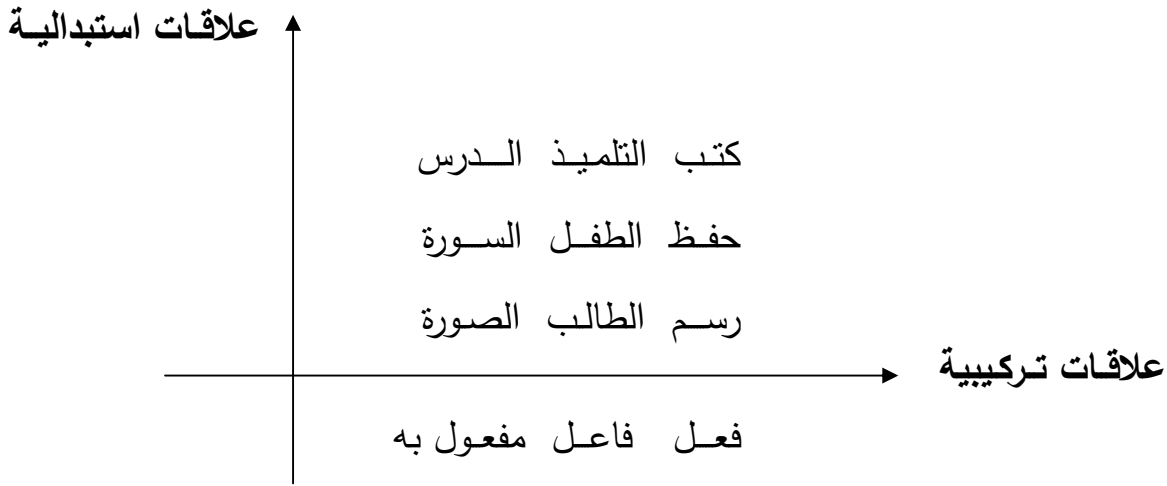 علاقات استبدالية
كتب التلميذ الدرس
حفظ الطفل السورة
رسم الطالب الصورة
علاقات تركيبية
فعل فاعل مفعول به